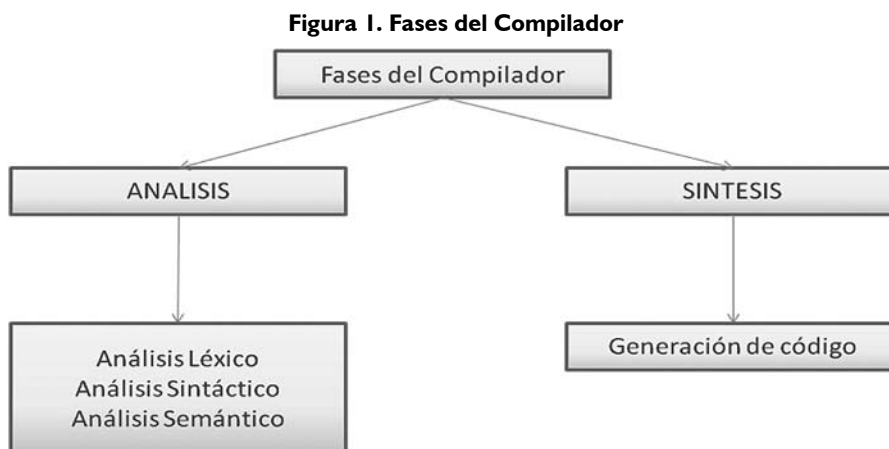 Figura 1. Fases del Compilador
Fases del Compilador
ANALISIS
SINTESIS
Análisis Léxico
Análisis Sintáctico
Análisis Semántico
Generación de código